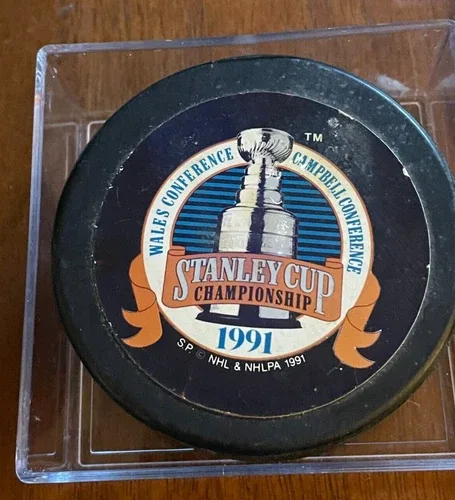 TM
WALES CONFERENCE
CAMPBELL CONFERENCE
STANLEY CUP
CHAMPIONSHIP
1991
S.P. © NHL & NHLPA 1991